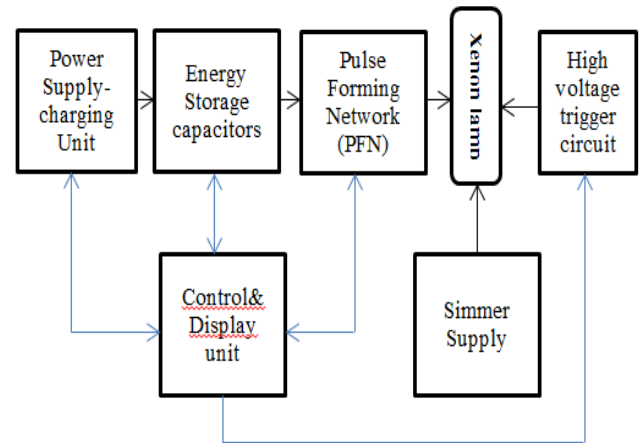 Power
Supply-
charging
Unit
Energy
Storage
capacitors
Pulse
Forming
Network
(PFN)
Xenon lamp
High
voltage
trigger
circuit
Control&
Display
unit
Simmer
Supply